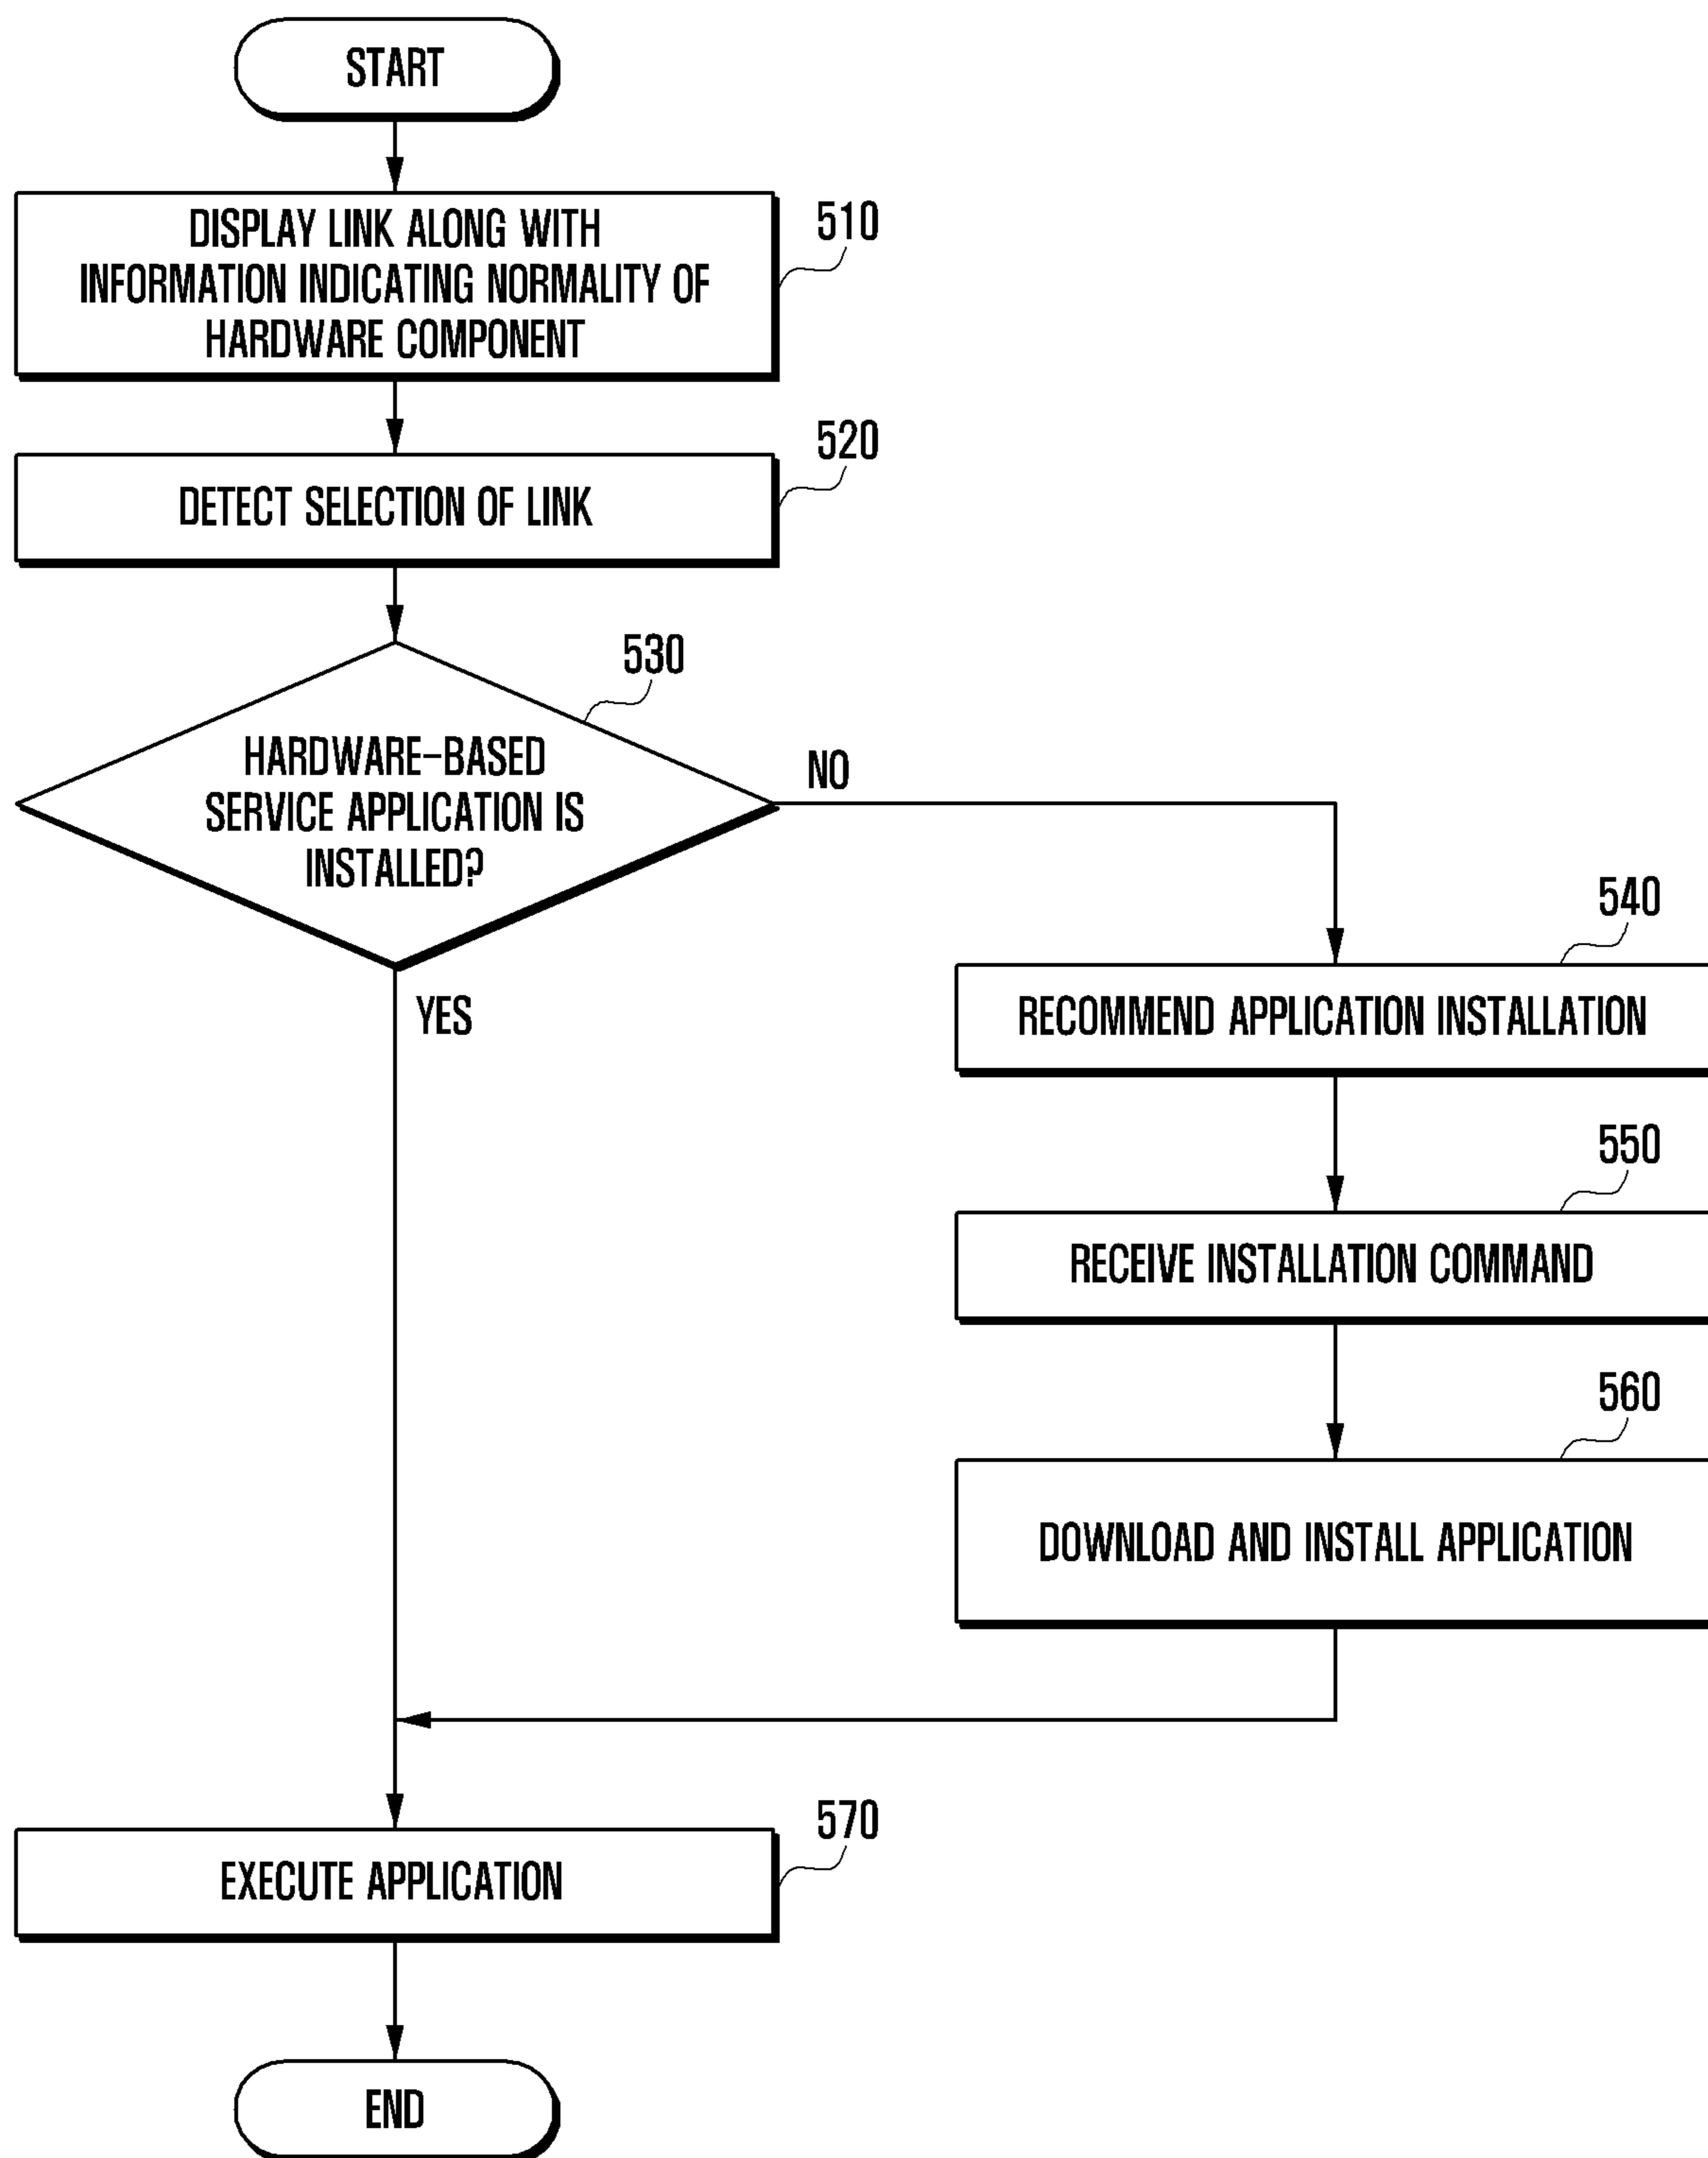 START
DISPLAY LINK ALONG WITH
INFORMATION INDICATING NORMALITY OF
HARDWARE COMPONENT
510
DETECT SELECTION OF LINK
520
530
HARDWARE-BASED
SERVICE APPLICATION IS
INSTALLED?
NO
YES
540
RECOMMEND APPLICATION INSTALLATION
550
RECEIVE INSTALLATION COMMAND
560
DOWNLOAD AND INSTALL APPLICATION
570
EXECUTE APPLICATION
END